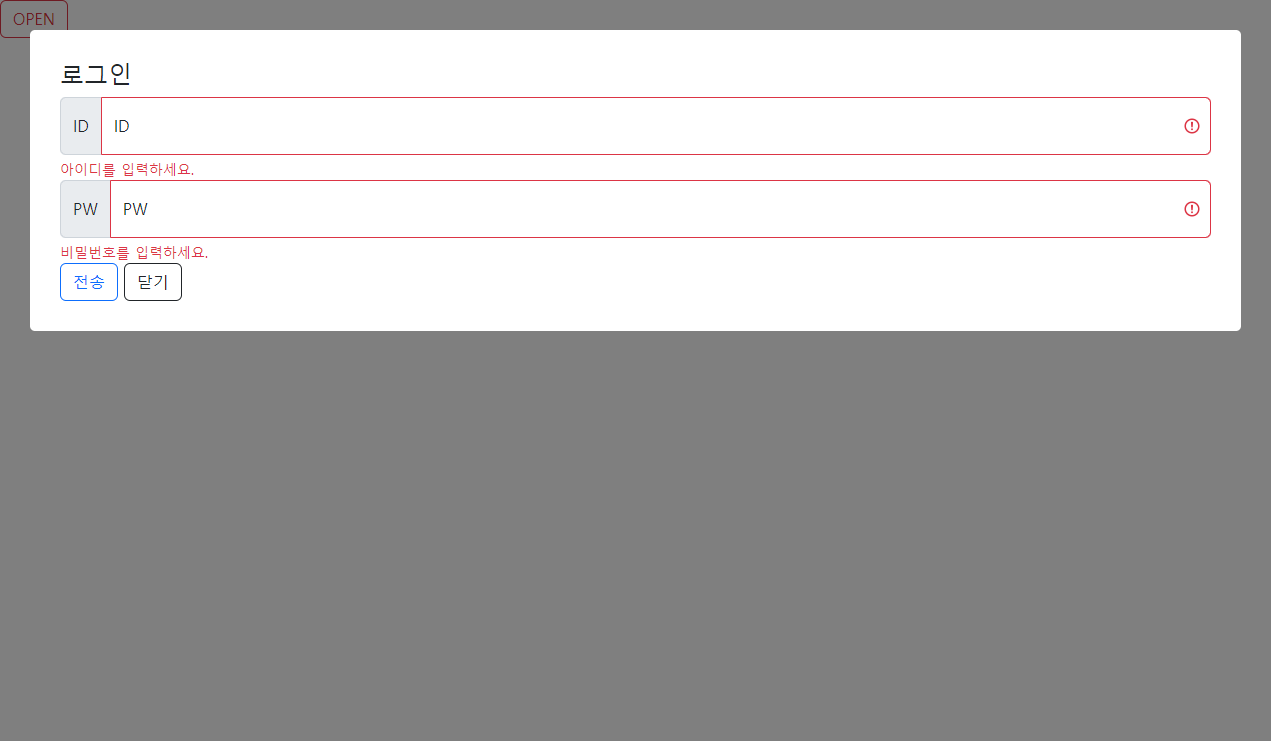 OPEN
로그인
ID ID
아이디를 입력하세요.
PW PW
비밀번호를 입력하세요.
전송 닫기